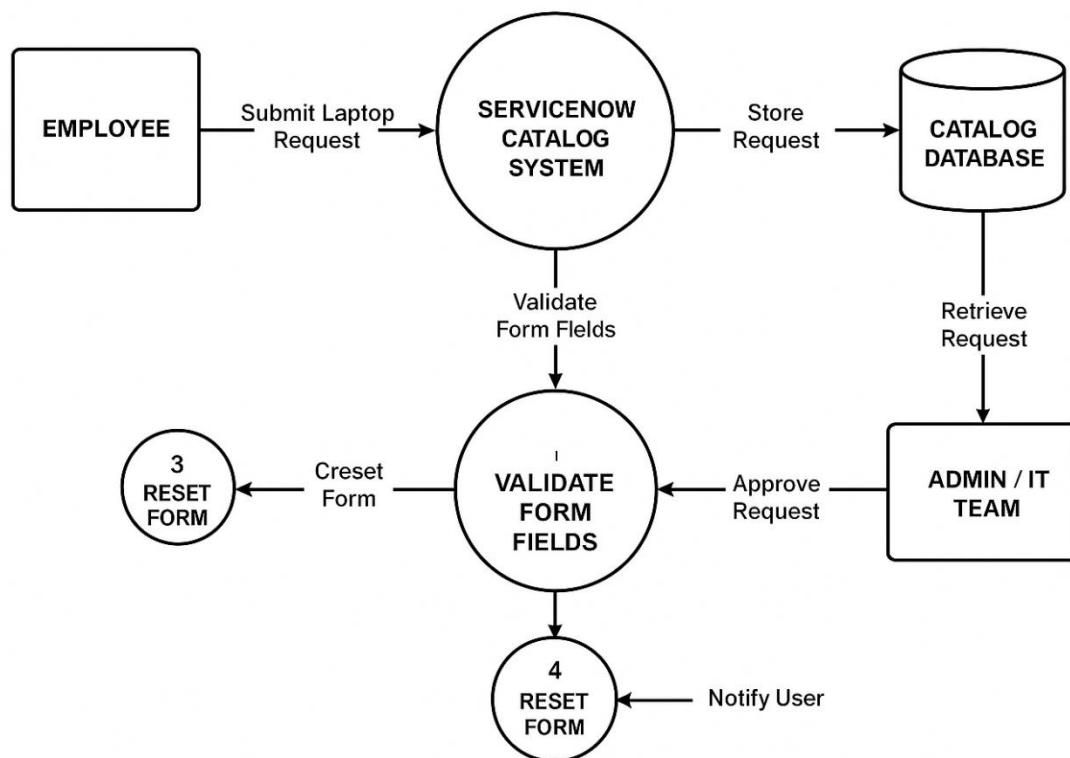 EMPLOYEE
Submit Laptop
Request
SERVICENOW
CATALOG
SYSTEM
Store
Request
CATALOG
DATABASE
Validate
Form Fields
Retrieve
Request
3
RESET
FORM
Creset
Form
I
VALIDATE
FORM
FIELDS
Approve
Request
ADMIN / IT
TEAM
4
RESET
FORM
Notify User